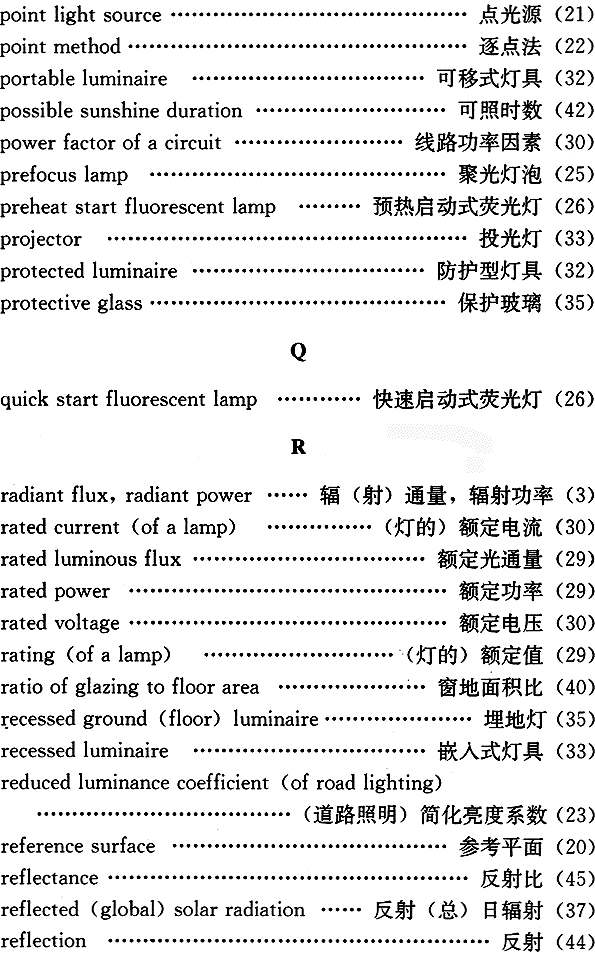 point light source ⋯⋯⋯⋯⋯⋯⋯⋯⋯⋯⋯⋯⋯⋯ 点光源（21）
point method ⋯⋯⋯⋯⋯⋯⋯⋯⋯⋯⋯⋯⋯⋯⋯⋯ 逐点法（22）
portable luminaire ⋯⋯⋯⋯⋯⋯⋯⋯⋯⋯⋯ 可移式灯具（32）
possible sunshine duration ⋯⋯⋯⋯⋯⋯⋯⋯⋯ 可照时数（42）
power factor of a circuit ⋯⋯⋯⋯⋯⋯⋯⋯ 线路功率因素（30）
prefocus lamp ⋯⋯⋯⋯⋯⋯⋯⋯⋯⋯⋯⋯⋯⋯ 聚光灯泡（25）
preheat start fluorescent lamp ⋯⋯⋯ 预热启动式荧光灯（26）
projector ⋯⋯⋯⋯⋯⋯⋯⋯⋯⋯⋯⋯⋯⋯⋯⋯⋯ 投光灯（33）
protected luminaire ⋯⋯⋯⋯⋯⋯⋯⋯⋯⋯⋯ 防护型灯具（32）
protective glass ⋯⋯⋯⋯⋯⋯⋯⋯⋯⋯⋯⋯⋯⋯ 保护玻璃（35）
Q
quick start fluorescent lamp ⋯⋯⋯⋯ 快速启动式荧光灯（26）
R
radiant flux，radiant power ⋯⋯ 辐（射）通量，辐射功率（3）
rated current（of a lamp） ⋯⋯⋯⋯⋯（灯的）额定电流（30）
rated luminous flux ⋯⋯⋯⋯⋯⋯⋯⋯⋯⋯⋯ 额定光通量（29）
rated power ⋯⋯⋯⋯⋯⋯⋯⋯⋯⋯⋯⋯⋯⋯⋯ 额定功率（29）
rated voltage ⋯⋯⋯⋯⋯⋯⋯⋯⋯⋯⋯⋯⋯⋯⋯ 额定电压（30）
rating（of a lamp） ⋯⋯⋯⋯⋯⋯⋯⋯⋯（灯的）额定值（29）
ratio of glazing to floor area ⋯⋯⋯⋯⋯⋯⋯ 窗地面积比（40）
recessed ground（floor）luminaire ⋯⋯⋯⋯⋯⋯⋯ 埋地灯（35）
recessed luminaire ⋯⋯⋯⋯⋯⋯⋯⋯⋯⋯⋯ 嵌入式灯具（33）
reduced luminance coefficient（of road lighting）
⋯⋯⋯⋯⋯⋯⋯⋯⋯⋯⋯⋯（道路照明）简化亮度系数（23）
reference surface ⋯⋯⋯⋯⋯⋯⋯⋯⋯⋯⋯⋯⋯ 参考平面（20）
reflectance ⋯⋯⋯⋯⋯⋯⋯⋯⋯⋯⋯⋯⋯⋯⋯⋯⋯ 反射比（45）
reflected（global）solar radiation ⋯⋯ 反射（总）日辐射（37）
reflection ⋯⋯⋯⋯⋯⋯⋯⋯⋯⋯⋯⋯⋯⋯⋯⋯⋯⋯ 反射（44）